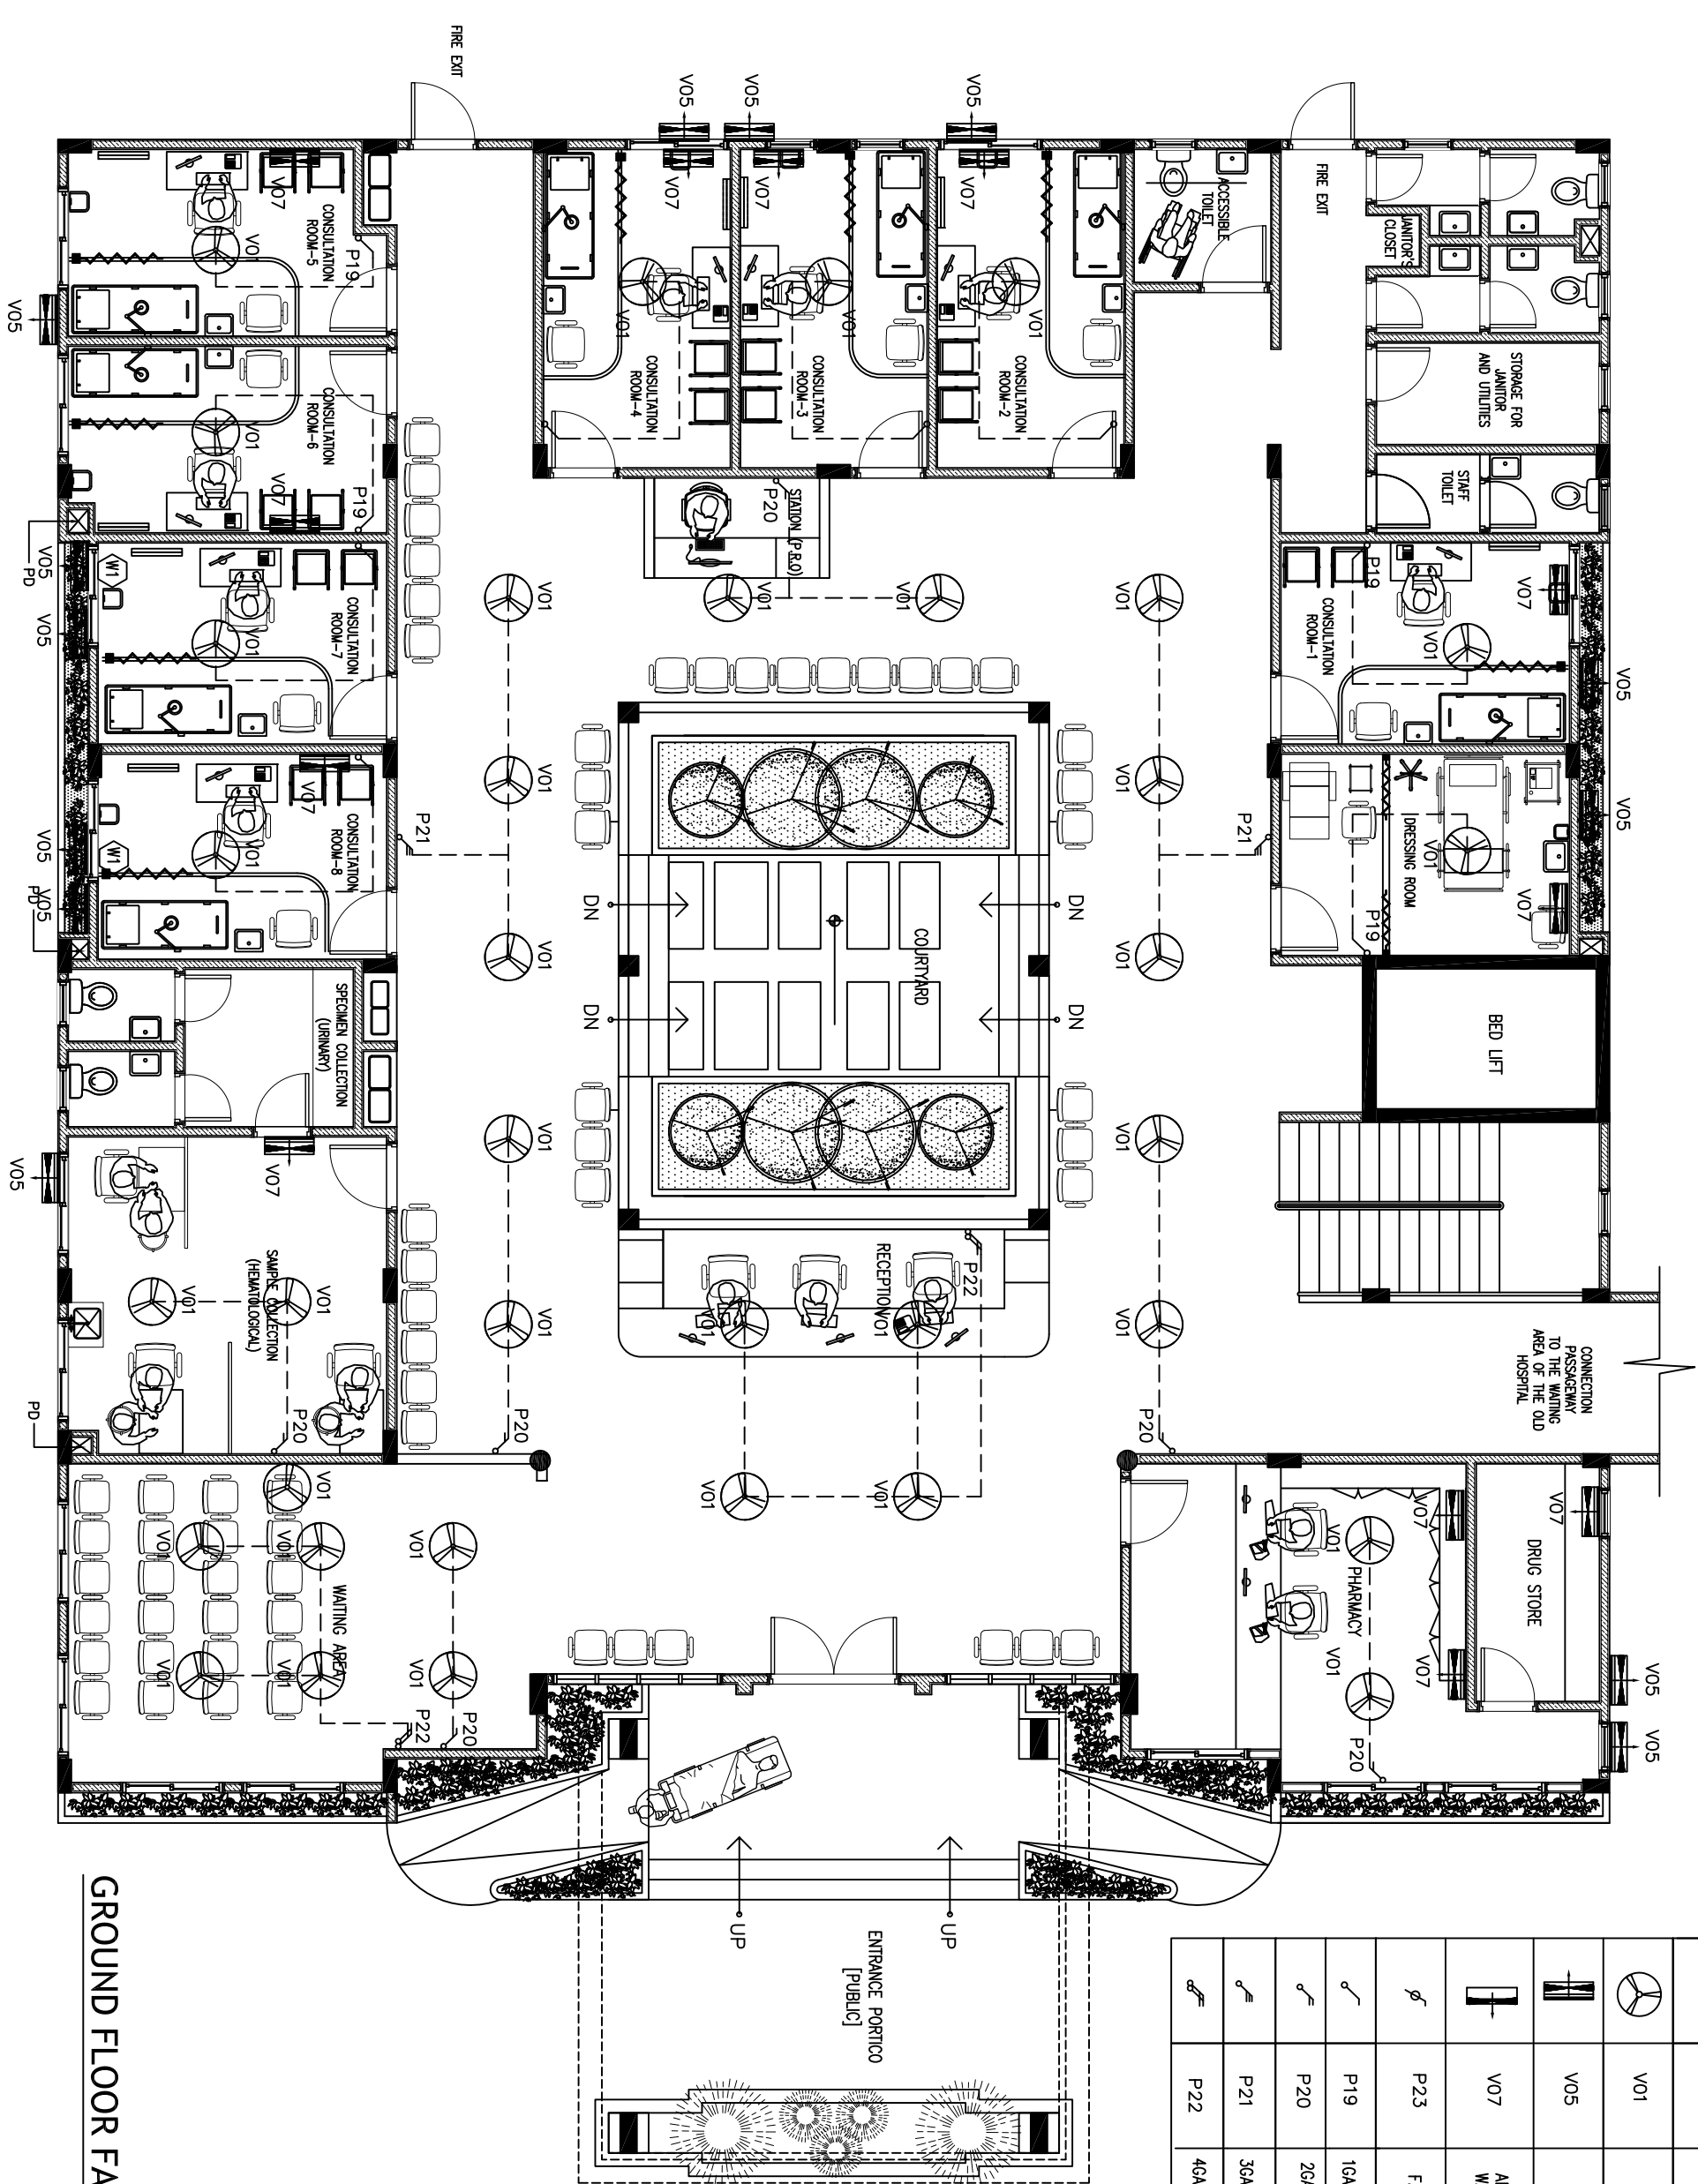 FIRE EXIT
V05
V05
V05
FIRE EXIT
JANITOR'S
CLOSET
ACCESSIBLE
TOILET
V07
V07
V07
V07
CONSULTATION
ROOM-5
P19
V01
V05
V01
V01
V01
CONSULTATION
ROOM-4
CONSULTATION
ROOM-3
CONSULTATION
ROOM-2
STORAGE FOR
JANITOR
AND UTILITIES
STAFF
TOILET
CONSULTATION
ROOM-6
V01
V07
P19
STATION (P.R.O)
P20
V05
PD
W1
V05
CONSULTATION
ROOM-7
V01
V01
V01
V01
V01
P19
CONSULTATION
ROOM-1
V01
V07
V05
V07
CONSULTATION
ROOM-8
V01
W1
V05
V05
PD
P21
V01
V01
P21
DRESSING ROOM
V01
P19
V07
V05
DN
DN
COURTYARD
DN
DN
V01
V01
BED LIFT
SPECIMEN COLLECTION
(URINARY)
V05
V07
V01
V01
SAMPLE COLLECTION
(HEMATOLOGICAL)
V01
V01
P20
PD
RECEPTION
P22
V01
V01
V01
V01
P20
P20
CONNECTION
PASSAGEWAY
TO THE WAITING
AREA OF THE OLD
HOSPITAL
V01
V01
V01
V01
V01
V01
V01
V01
WAITING AREA
V01
V01
P22
P20
V01
V07
V07
PHARMACY
V01
V07
DRUG STORE
P20
V05
V05
UP
UP
ENTRANCE PORTICO
[PUBLIC]
V01
V05
V07
P23
P19
P20
P21
P22
GROUND FLOOR FA